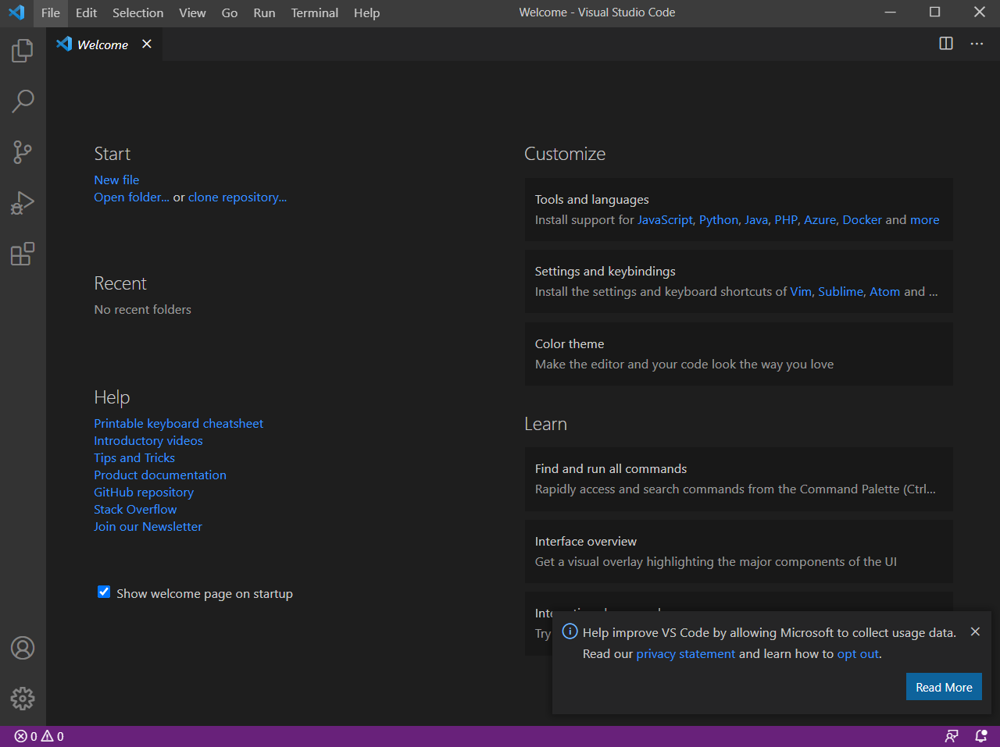 File Edit Selection View Go Run Terminal Help Welcome - Visual Studio Code
Welcome
Start
New file
Open folder... or clone repository...
Recent
No recent folders
Help
Printable keyboard cheatsheet
Introductory videos
Tips and Tricks
Product documentation
GitHub repository
Stack Overflow
Join our Newsletter
Show welcome page on startup
Customize
Tools and languages
Install support for JavaScript, Python, Java, PHP, Azure, Docker and more
Settings and keybindings
Install the settings and keyboard shortcuts of Vim, Sublime, Atom and ...
Color theme
Make the editor and your code look the way you love
Learn
Find and run all commands
Rapidly access and search commands from the Command Palette (Ctrl...
Interface overview
Get a visual overlay highlighting the major components of the UI
Try
Help improve VS Code by allowing Microsoft to collect usage data.
Read our privacy statement and learn how to opt out.
Read More
0 0